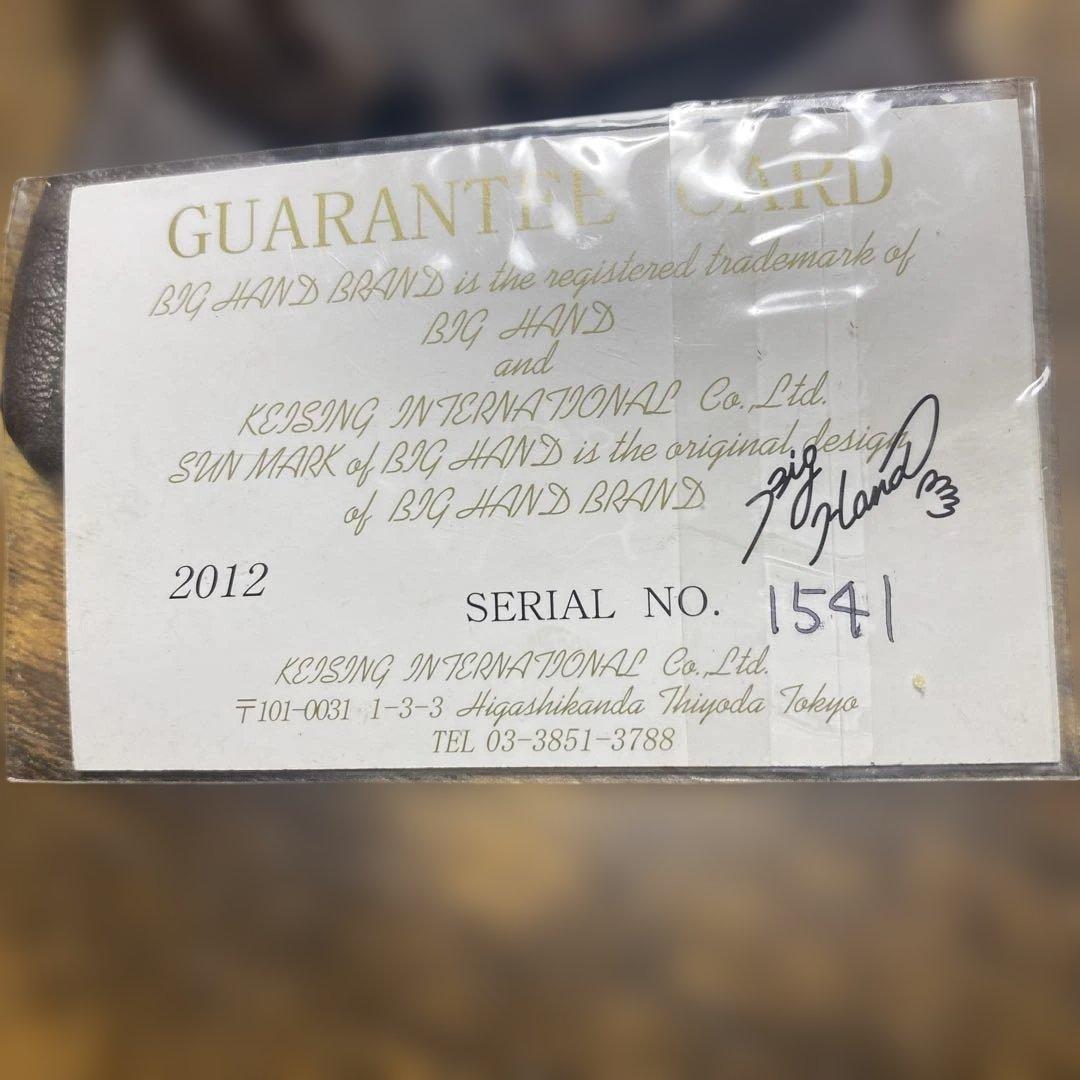 GUARANTEE CARD
BIG HAND BRAND is the registered trademark of
BIG HAND
and
KEISING INTERNATIONAL Co.,Ltd.
SUN MARK of BIG HAND is the original design
of BIG HAND BRAND
Big
Hand
2012
SERIAL NO. 1541
KEISING INTERNATIONAL Co.,Ltd.
〒101-0031 1-3-3 Higashikanda Thiyoda Tokyo
TEL 03-3851-3788